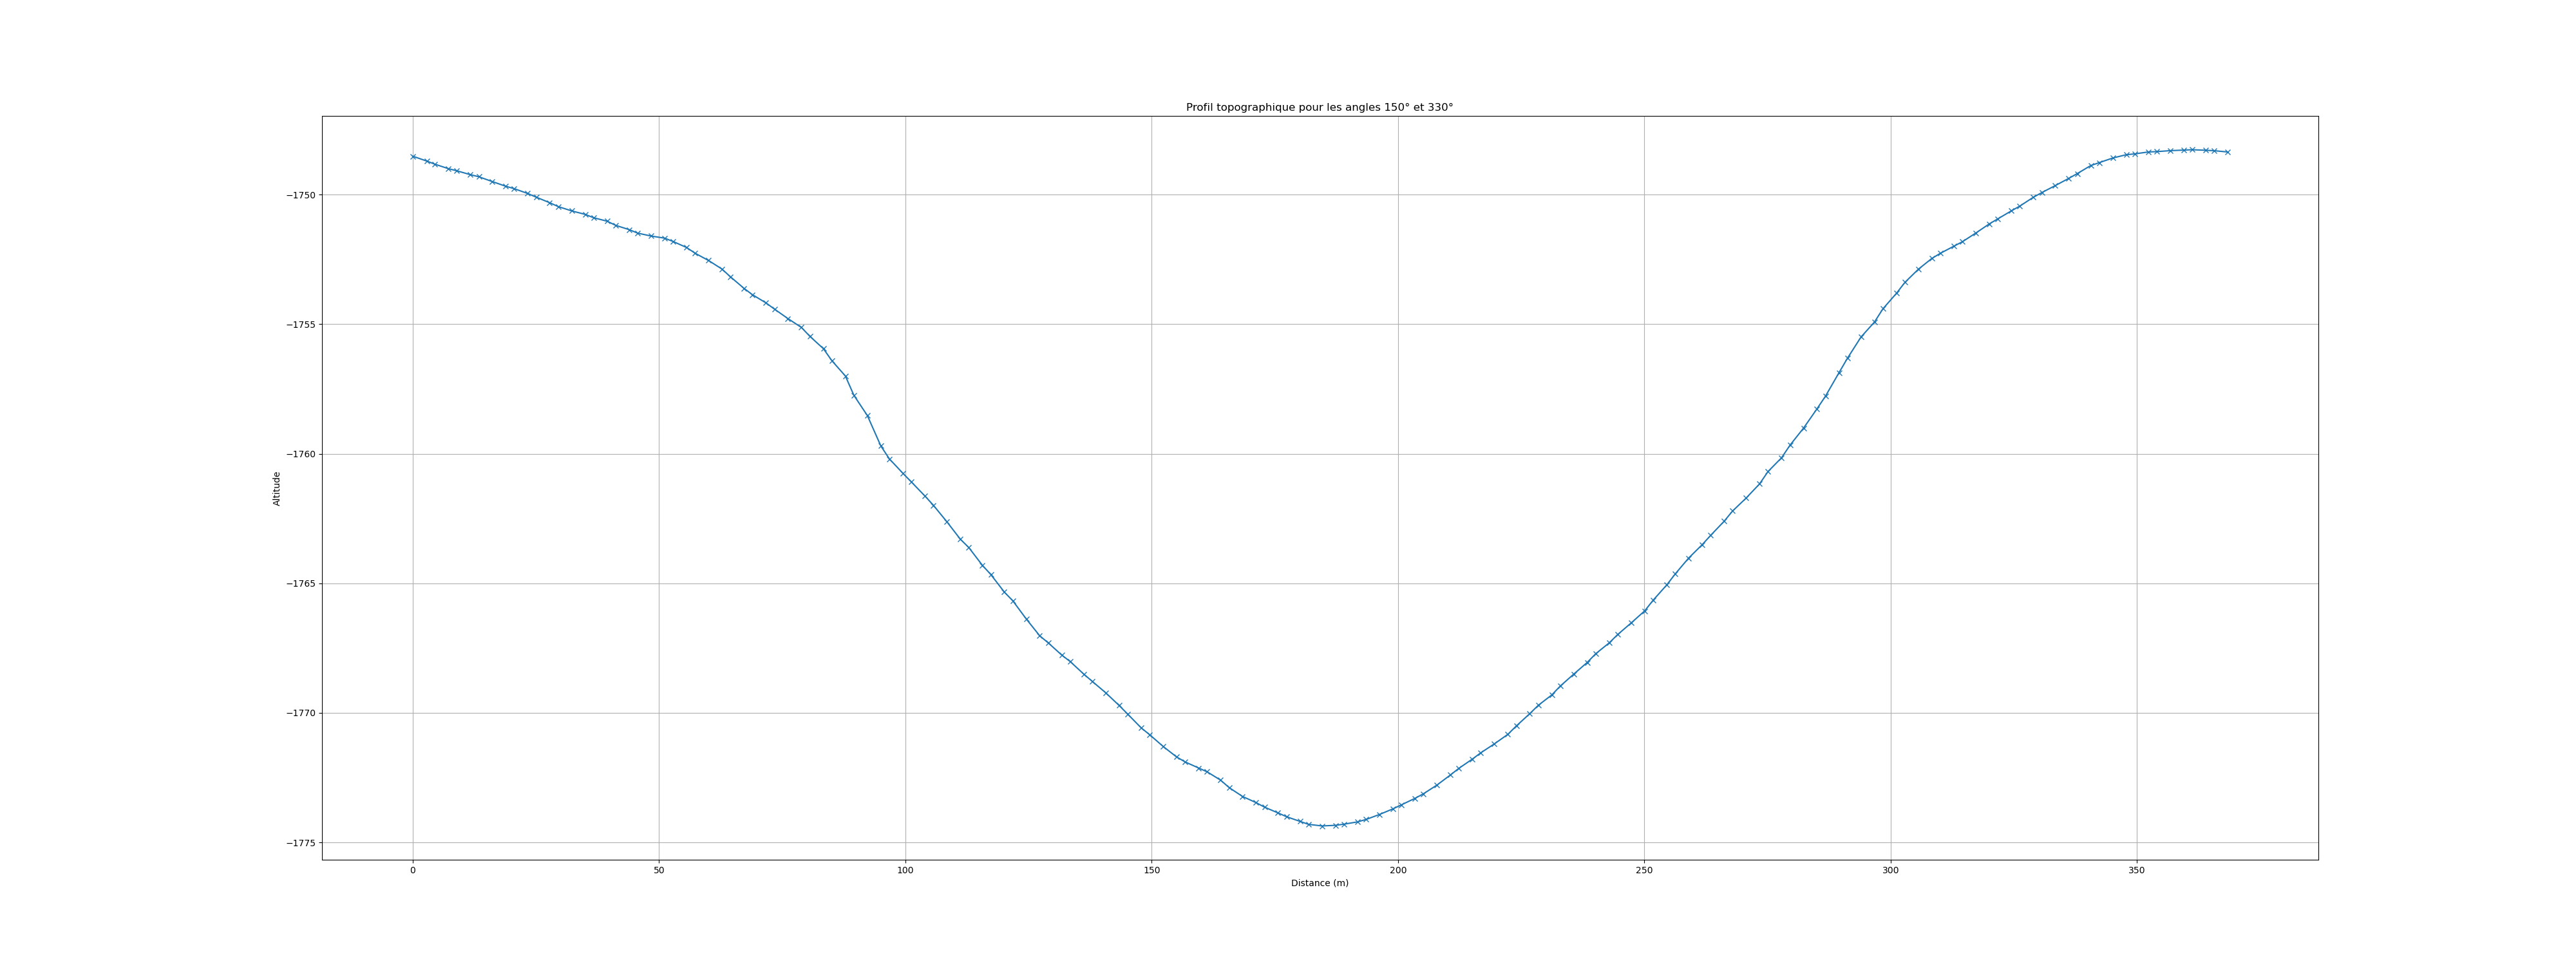 Profil topographique pour les angles 150° et 330°
−1750
−1755
−1760
−1765
−1770
−1775
Altitude
0 50 100 150 200 250 300 350
Distance (m)